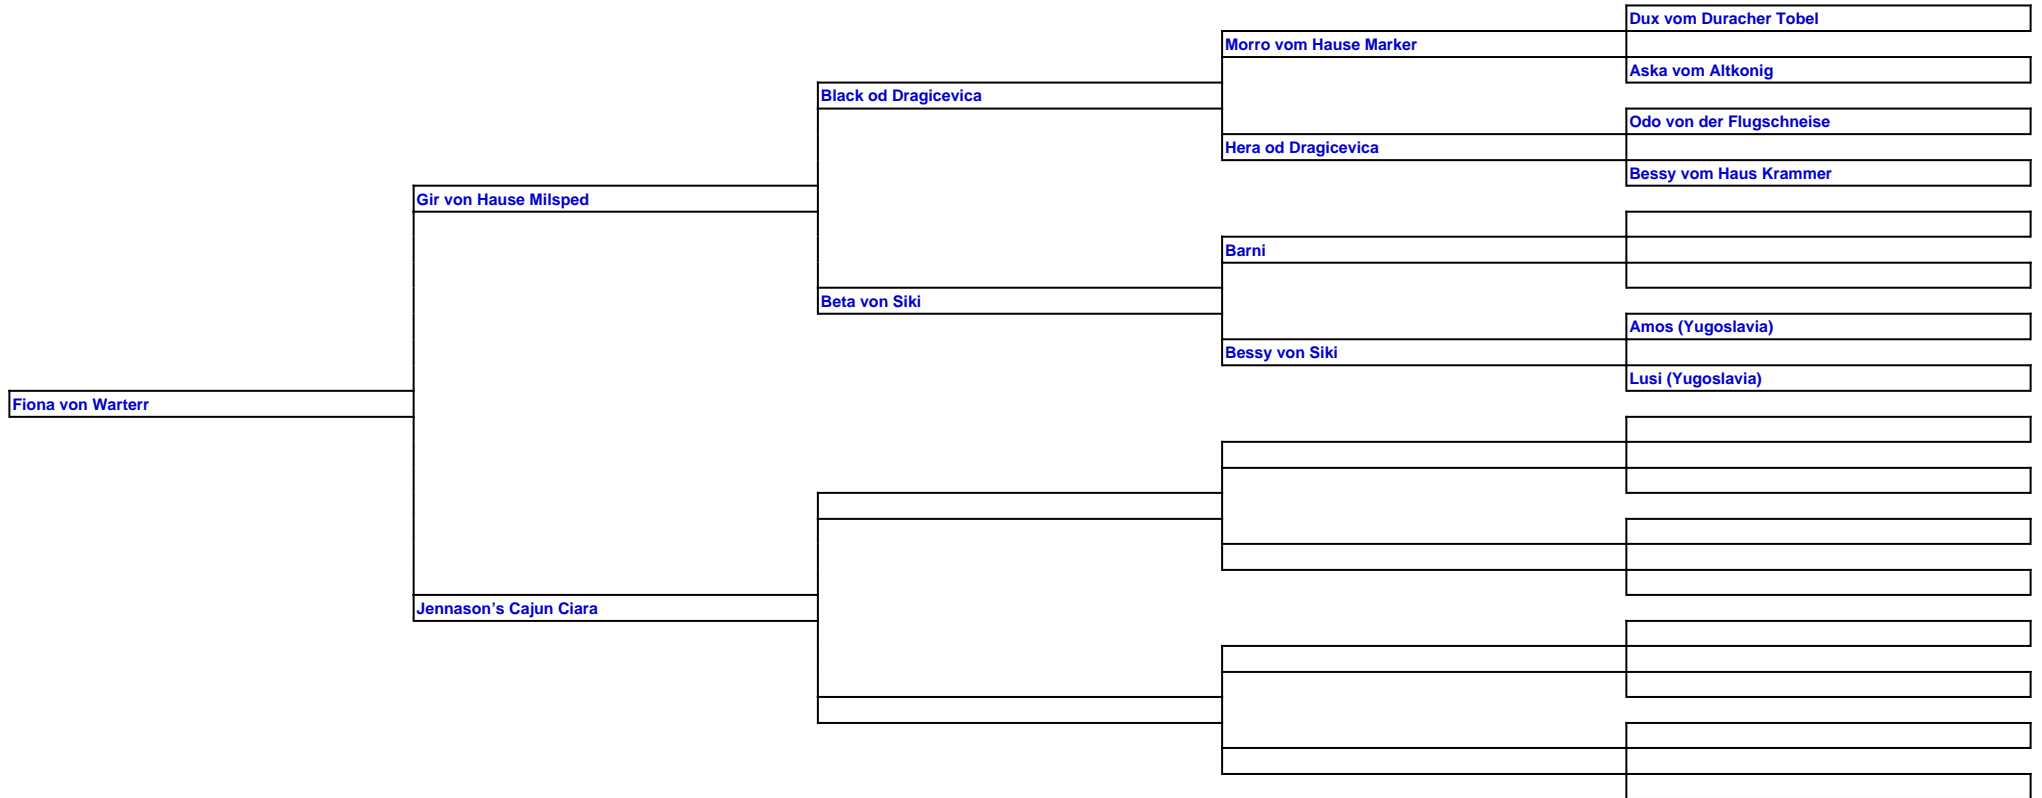 Dux vom Duracher Tobel
Morro vom Hause Marker
Aska vom Altkonig
Black od Dragicevica
Odo von der Flugschneise
Hera od Dragicevica
Bessy vom Haus Krammer
Gir von Hause Milsped
Barni
Beta von Siki
Amos (Yugoslavia)
Bessy von Siki
Lusi (Yugoslavia)
Fiona von Warterr
Jennason’s Cajun Ciara